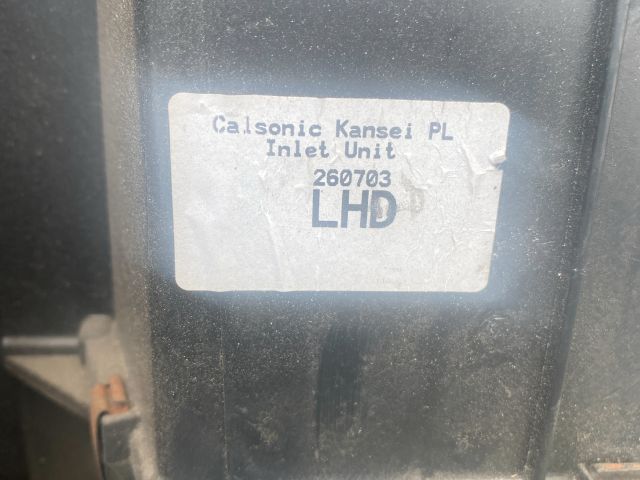 Calsonic Kansei PL
Inlet Unit
260703
LHD